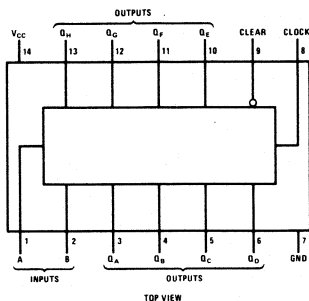 OUTPUTS
VCC QH QG QF QE CLEAR CLOCK
14 13 12 11 10 9 8
1 2 3 4 5 6 7
A B QA QB QC QD GND
INPUTS OUTPUTS
TOP VIEW